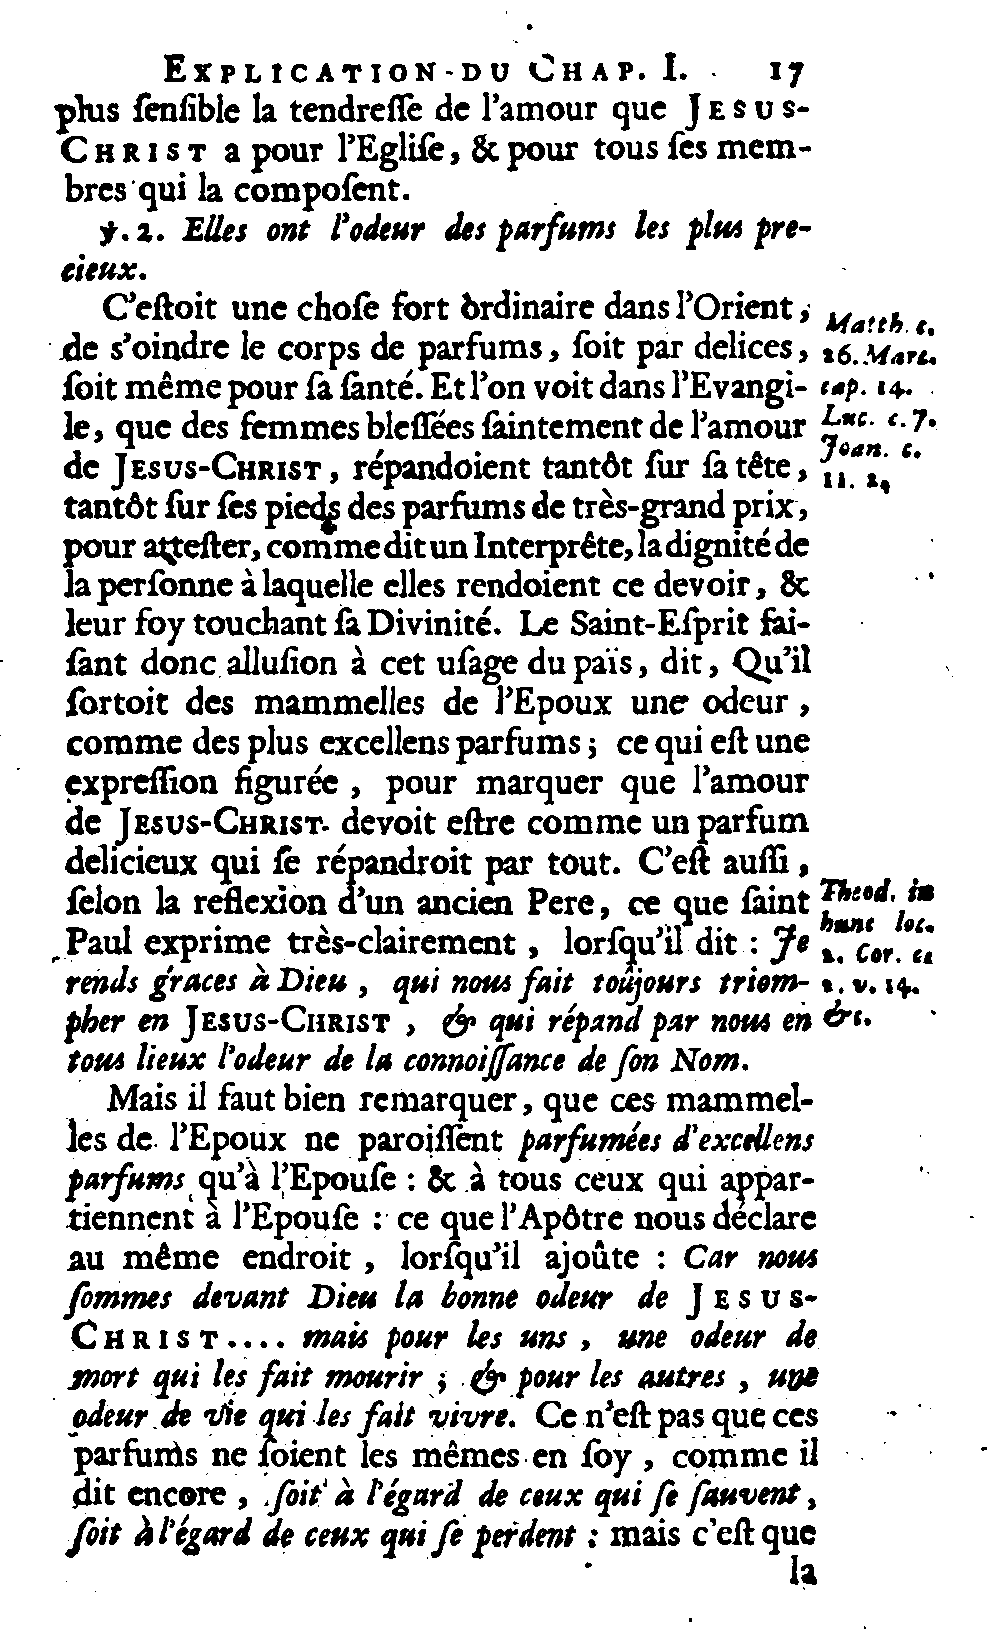 EXPLICATION DU CHAP. I. 17
plus ſenſible la tendreſſe de l'amour que JESUS-
CHRIST a pour l'Egliſe, & pour tous ſes mem-
bres qui la compoſent.
℣. 2. Elles ont l'odeur des parfums les plus pre-
cieux.
C'eſtoit une choſe fort ordinaire dans l'Orient,
de s'oindre le corps de parfums, ſoit par delices,
ſoit même pour ſa ſanté. Et l'on voit dans l'Evangi-
le, que des femmes bleſſées ſaintement de l'amour
de JESUS-CHRIST, répandoient tantôt ſur ſa tête,
tantôt ſur ſes pieds des parfums de très-grand prix,
pour atteſter, comme dit un Interprête, la dignité de
la perſonne à laquelle elles rendoient ce devoir, &
leur foy touchant ſa Divinité. Le Saint-Eſprit fai-
ſant donc alluſion à cet uſage du païs, dit, Qu'il
ſortoit des mammelles de l'Epoux une odeur,
comme des plus excellens parfums; ce qui eſt une
expreſſion figurée, pour marquer que l'amour
de JESUS-CHRIST devoit eſtre comme un parfum
delicieux qui ſe répandroit par tout. C'eſt auſſi,
ſelon la reflexion d'un ancien Pere, ce que ſaint
Paul exprime très-clairement, lorſqu'il dit : Je
rends graces à Dieu, qui nous fait toûjours triom-
pher en JESUS-CHRIST, & qui répand par nous en
tous lieux l'odeur de la connoiſſance de ſon Nom.
Mais il faut bien remarquer, que ces mammel-
les de l'Epoux ne paroiſſent parfumées d'excellens
parfums qu'à l'Epouſe : & à tous ceux qui appar-
tiennent à l'Epouſe : ce que l'Apôtre nous déclare
au même endroit, lorſqu'il ajoûte : Car nous
ſommes devant Dieu la bonne odeur de JESUS-
CHRIST.... mais pour les uns, une odeur de
mort qui les fait mourir; & pour les autres, une
odeur de vie qui les fait vivre. Ce n'eſt pas que ces
parfums ne ſoient les mêmes en ſoy, comme il
dit encore, ſoit à l'égard de ceux qui ſe ſauvent,
ſoit à l'égard de ceux qui ſe perdent : mais c'eſt que
la
Matth. c.
26. Marc.
cap. 14.
Luc. c. 7.
Joan. c.
11. 2.
Theod. in
hunc loc.
2. Cor. c.
2. v. 14.
&c.